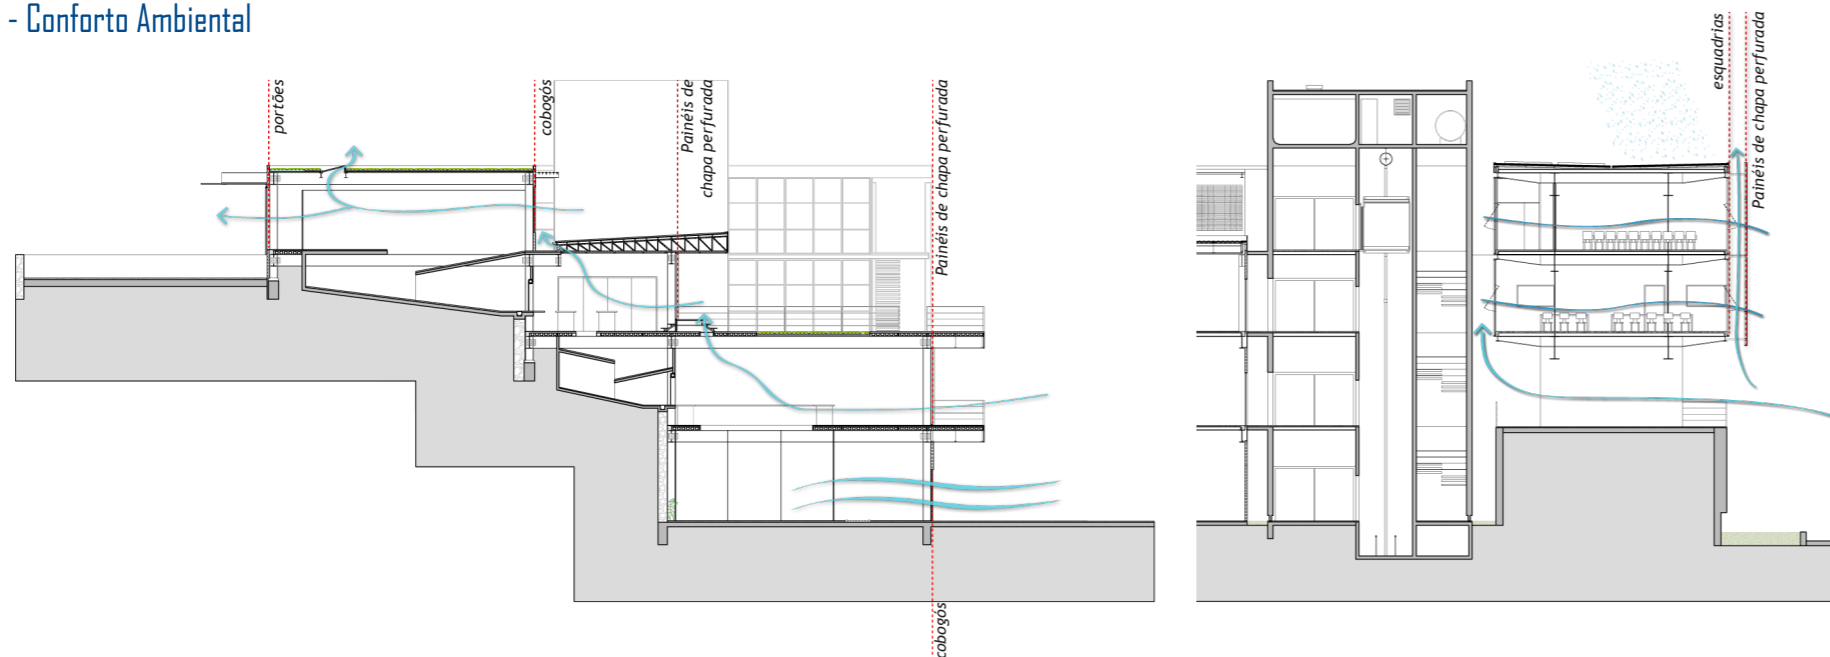 - Conforto Ambiental
portões
cobogós
Painéis de
chapa perfurada
Painéis de chapa perfurada
cobogós
esquadrias
Painéis de chapa perfurada